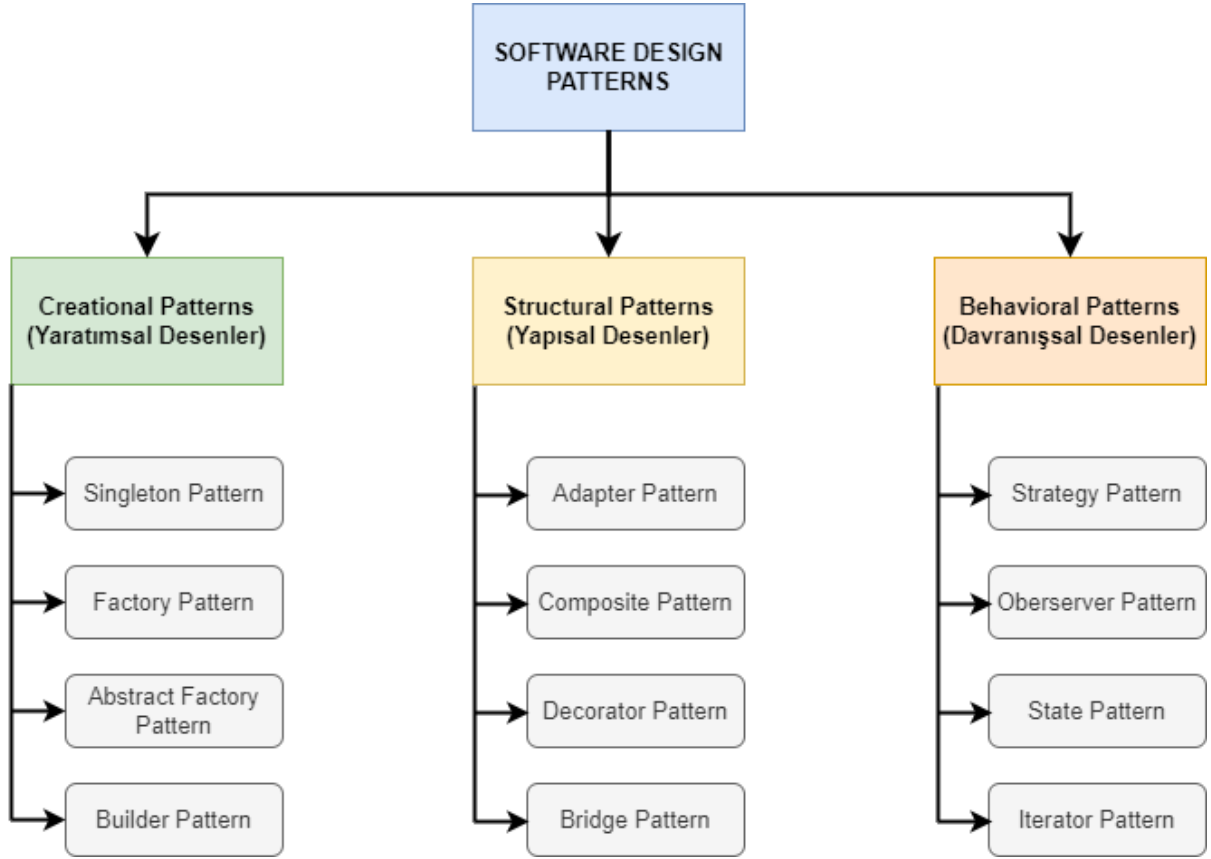 SOFTWARE DESIGN
PATTERNS
Creational Patterns
(Yaratımsal Desenler)
Singleton Pattern
Factory Pattern
Abstract Factory
Pattern
Builder Pattern
Structural Patterns
(Yapısal Desenler)
Adapter Pattern
Composite Pattern
Decorator Pattern
Bridge Pattern
Behavioral Patterns
(Davranışsal Desenler)
Strategy Pattern
Oberserver Pattern
State Pattern
Iterator Pattern